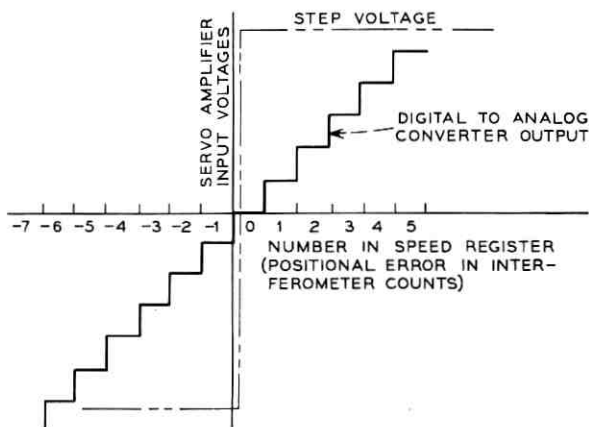 STEP VOLTAGE
SERVO AMPLIFIER
INPUT VOLTAGES
DIGITAL TO ANALOG
CONVERTER OUTPUT
-7 -6 -5 -4 -3 -2 -1 0 1 2 3 4 5
NUMBER IN SPEED REGISTER
(POSITIONAL ERROR IN INTER-
FEROMETER COUNTS)